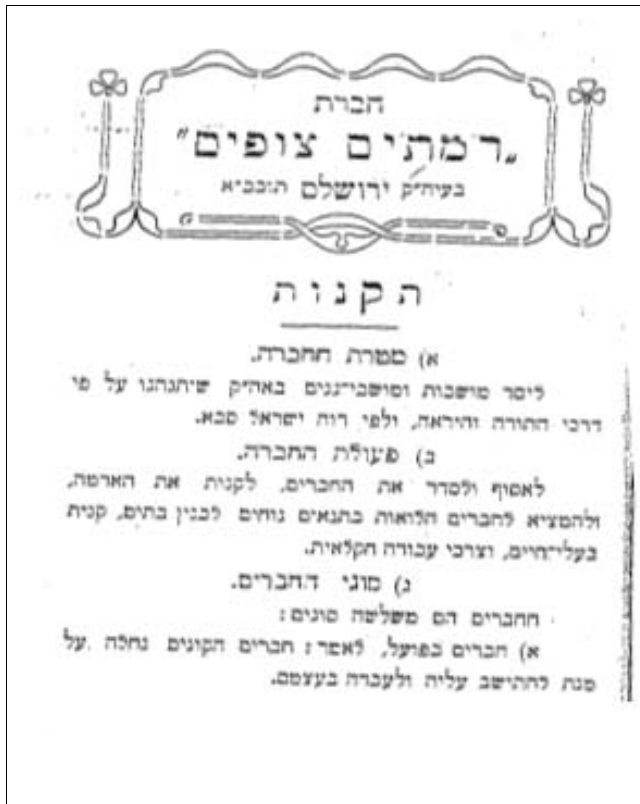 חברת
„רמתים צופים"
בעיה״ק ירושלם תובב״א
תקנות
א) מטרת החברה.
ליסד מושבות ומושבי־גנים באה״ק שיתנהגו על פי
דרכי התורה והיראה, ולפי רוח ישראל סבא.
ב) פעולת החברה.
לאסוף ולסדר את החברים, לקנות את האדמה,
ולהמציא לחברים הלואות בתנאים נוחים לבנין בתים, קנית
בעלי־חיים, וצרכי עבודה חקלאית.
ג) סוגי החברים.
החברים הם משלשה סוגים:
א) חברים בפועל, לאמר: חברים הקונים נחלה על
מנת להתישב עליה ולעבדה בעצמם.